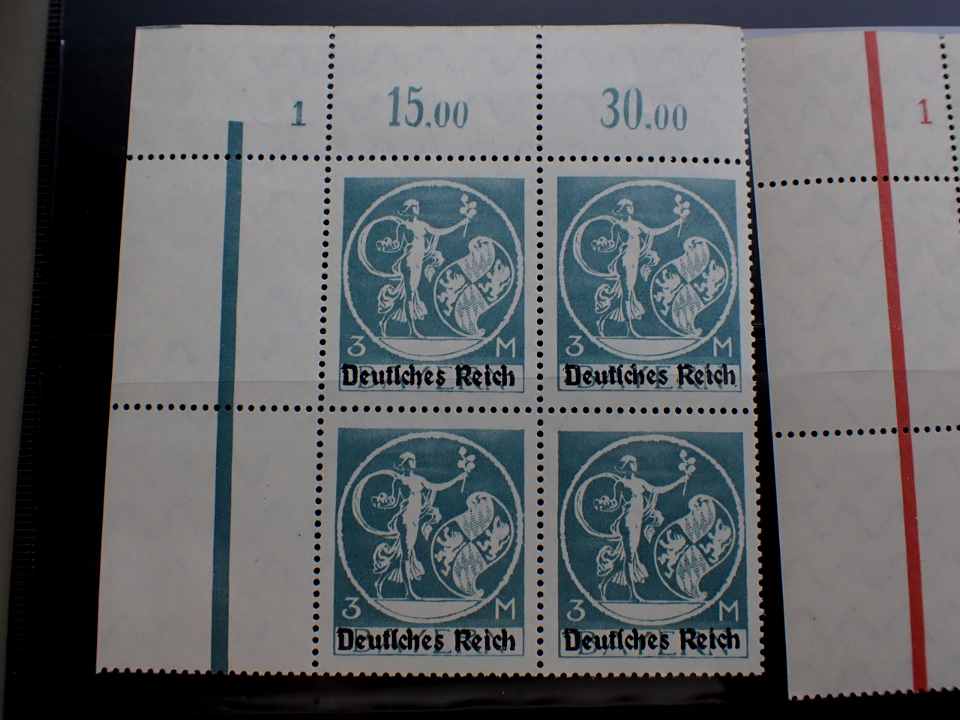 1 15.00 30.00 1
3 M 3 M
Deutſches Reich Deutſches Reich
3 M 3 M
Deutſches Reich Deutſches Reich